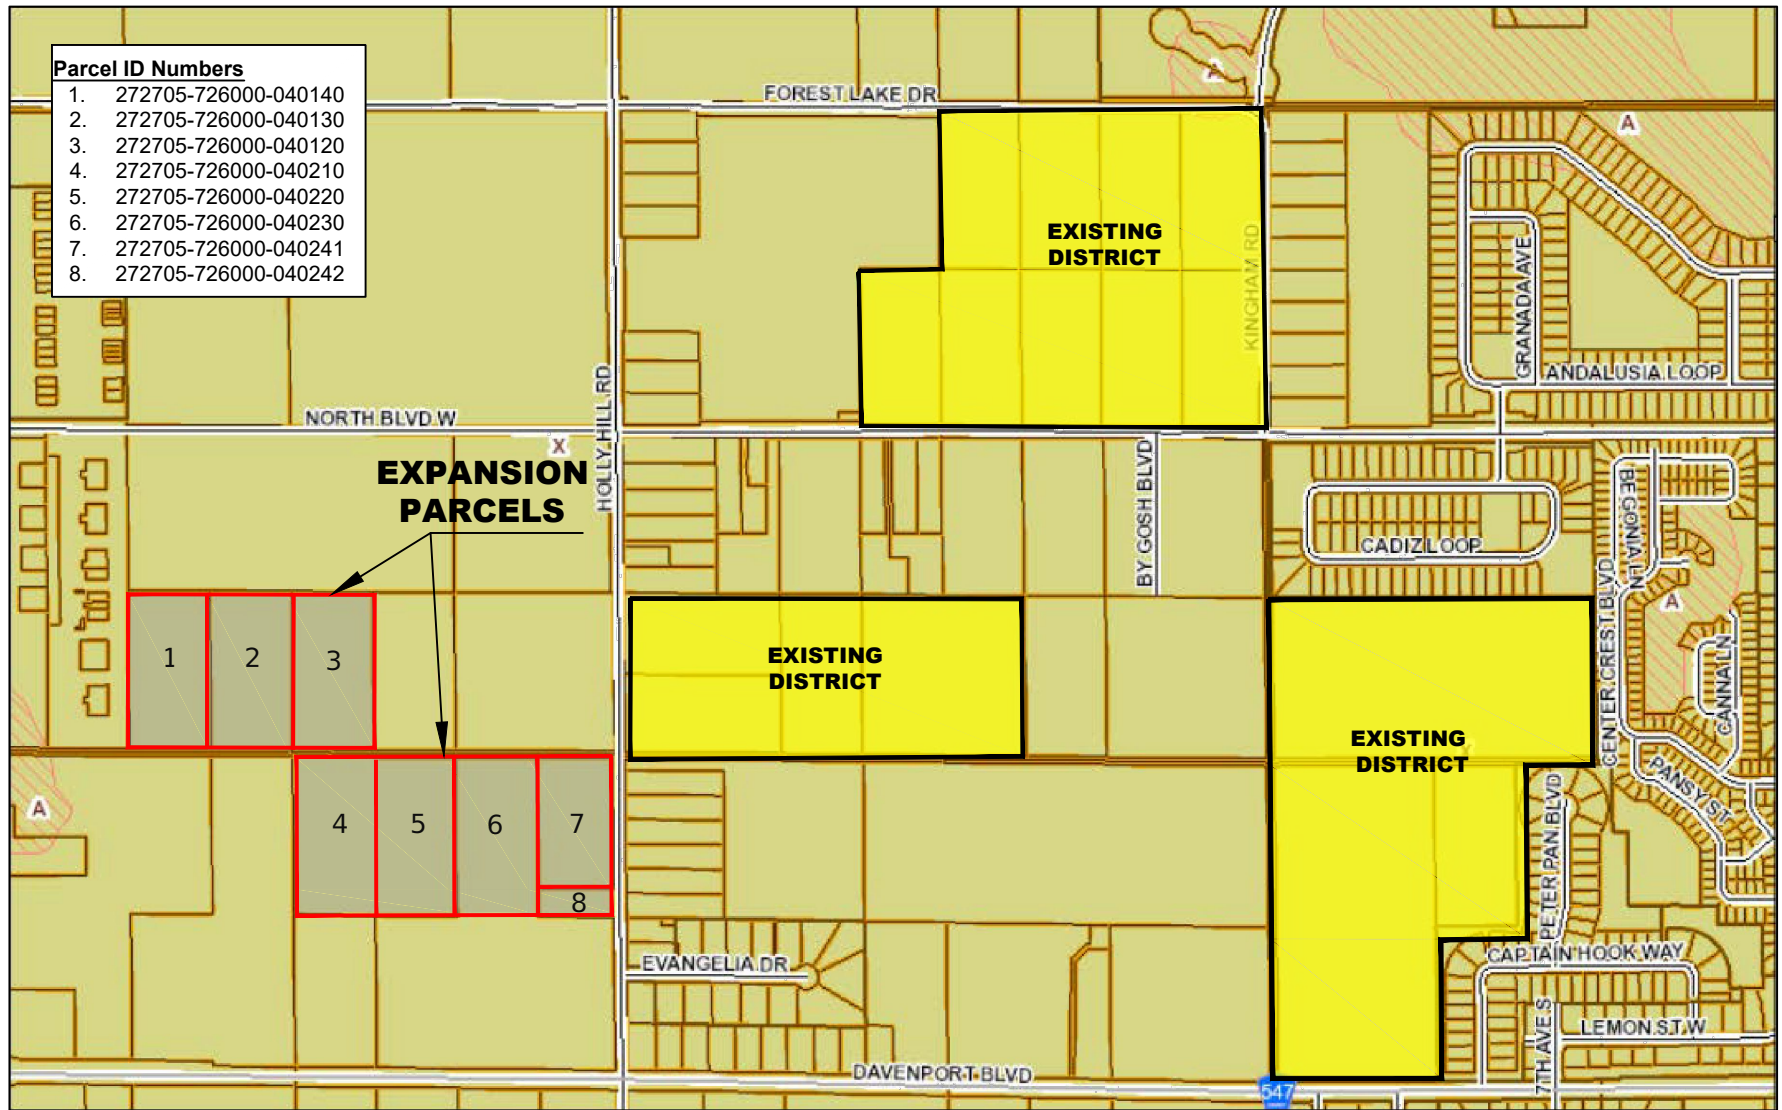 Parcel ID Numbers
1. 272705-726000-040140
2. 272705-726000-040130
3. 272705-726000-040120
4. 272705-726000-040210
5. 272705-726000-040220
6. 272705-726000-040230
7. 272705-726000-040241
8. 272705-726000-040242
FOREST LAKE DR
A
A
EXISTING
DISTRICT
KINGHAM RD
GRANADA AVE
ANDALUSIA LOOP
NORTH BLVD W
X
HOLLY HILL RD
EXPANSION
PARCELS
BY GOSH BLVD
CADIZ LOOP
BEGONIA LN
CENTER CREST BLVD
A
CANNA LN
1
2
3
EXISTING
DISTRICT
EXISTING
DISTRICT
PANSY ST
PETER PAN BLVD
A
4
5
6
7
8
EVANGELIA DR
CAPTAIN HOOK WAY
7TH AVE S
LEMON ST W
DAVENPORT BLVD
547